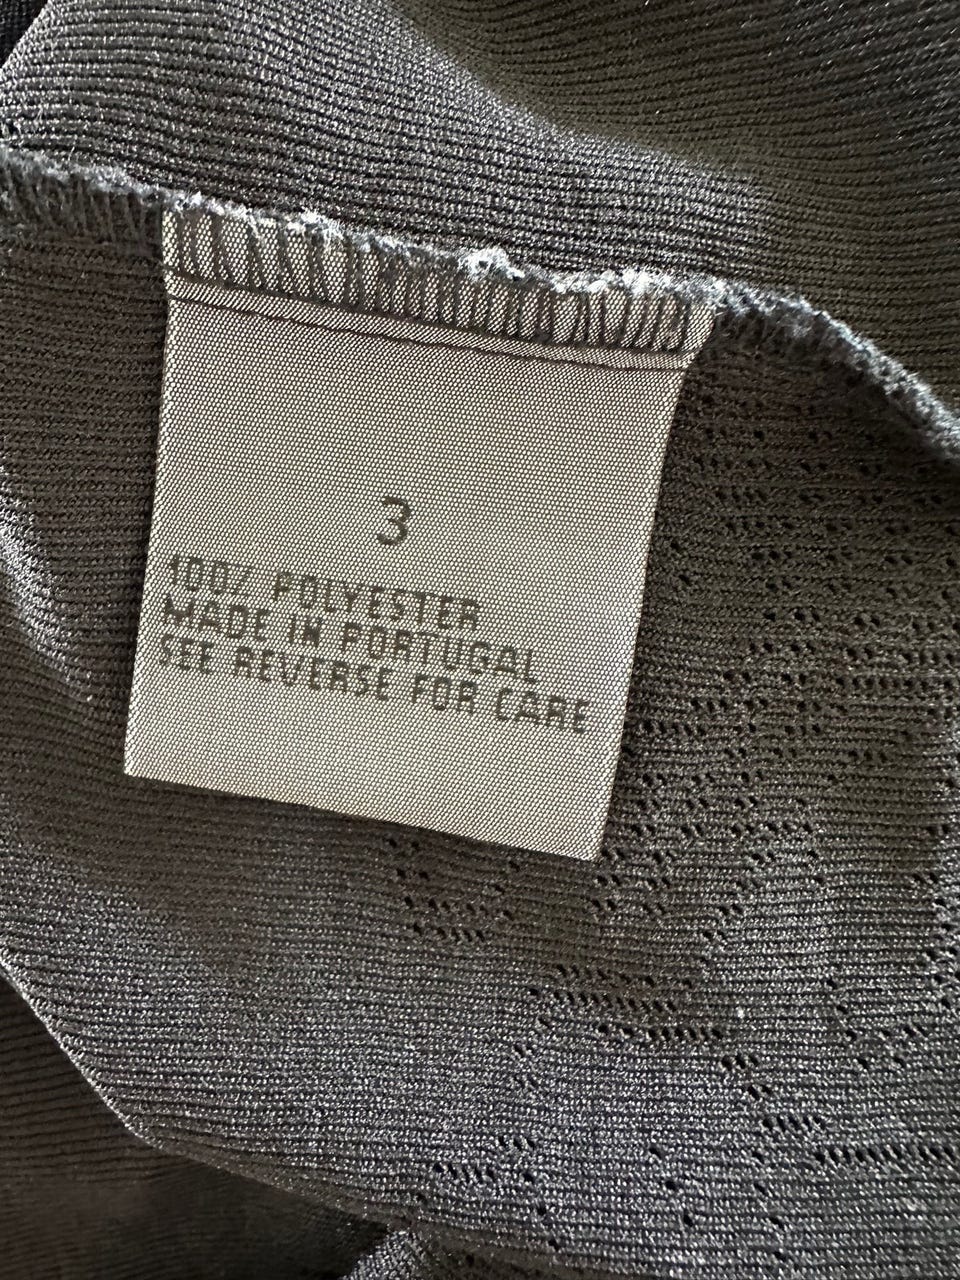 3
100% POLYESTER
MADE IN PORTUGAL
SEE REVERSE FOR CARE